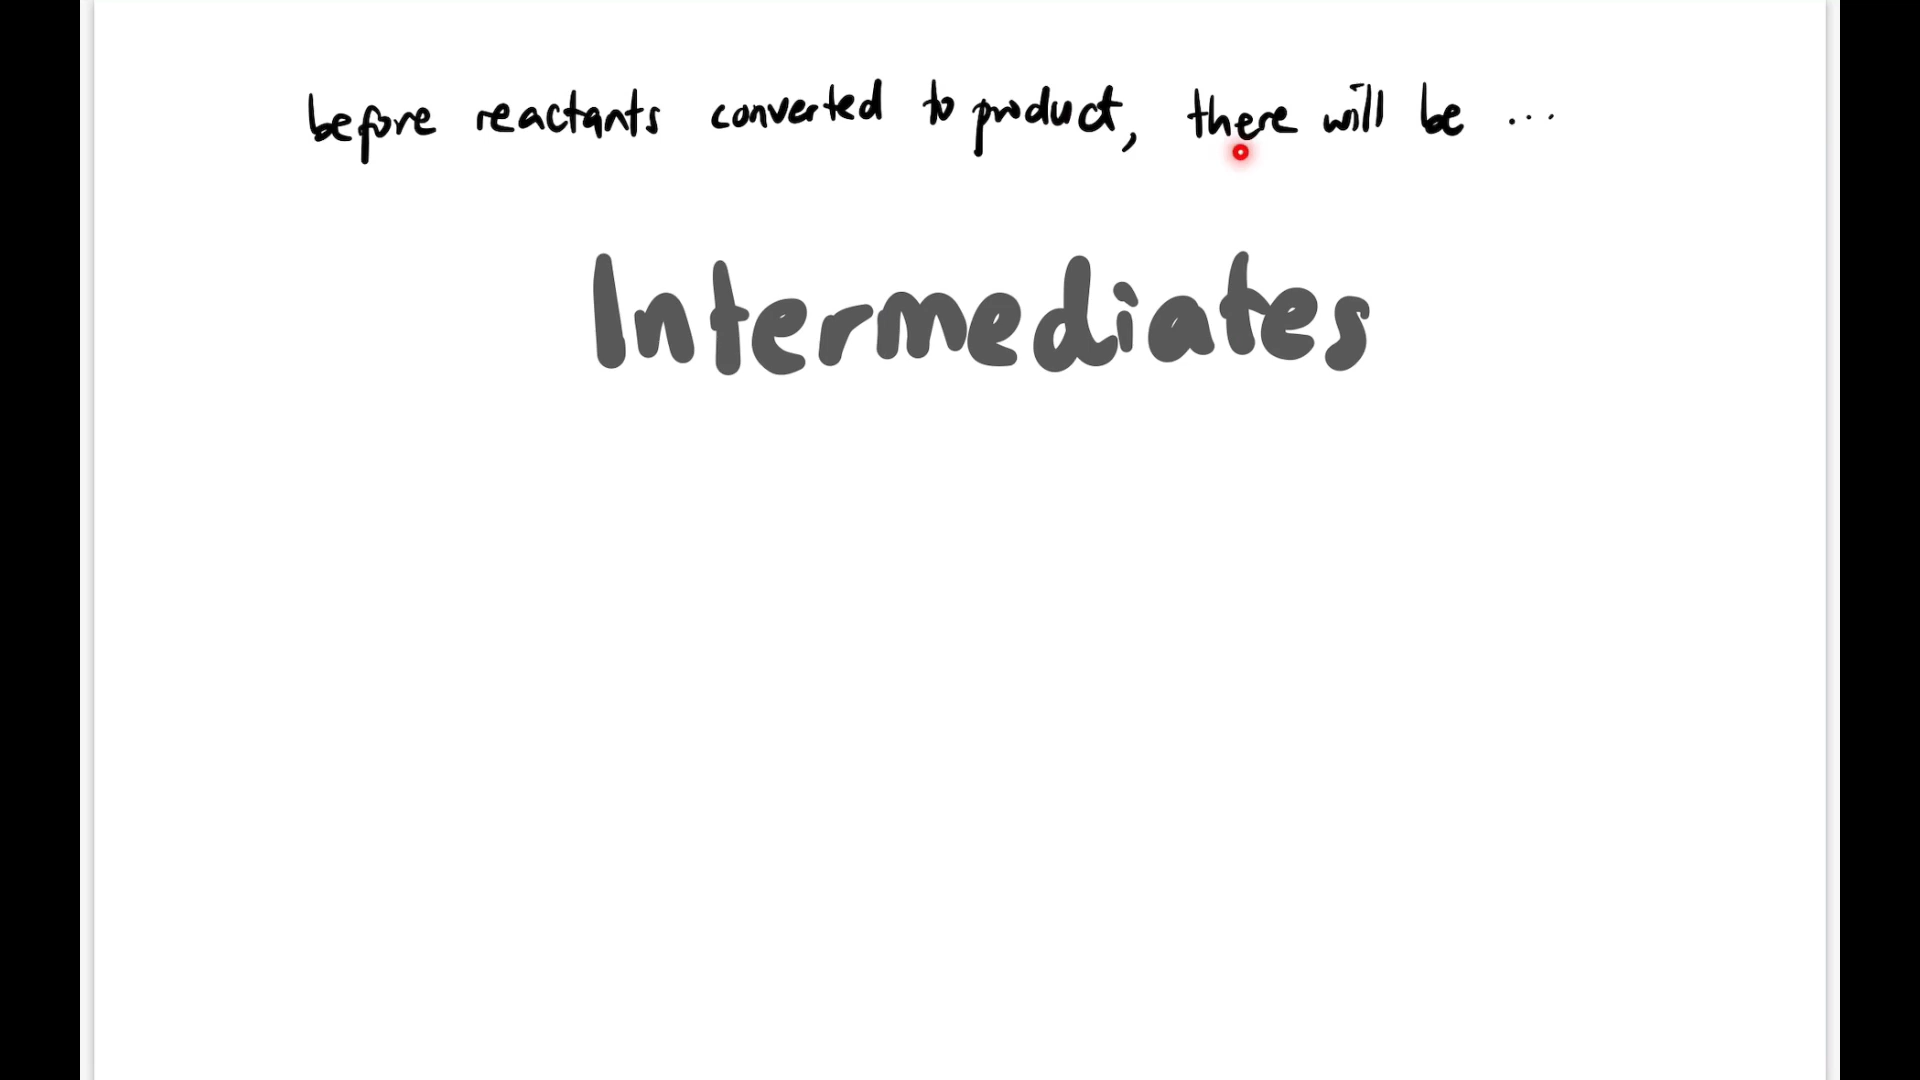 before reactants converted to product, there will be ...
Intermediates